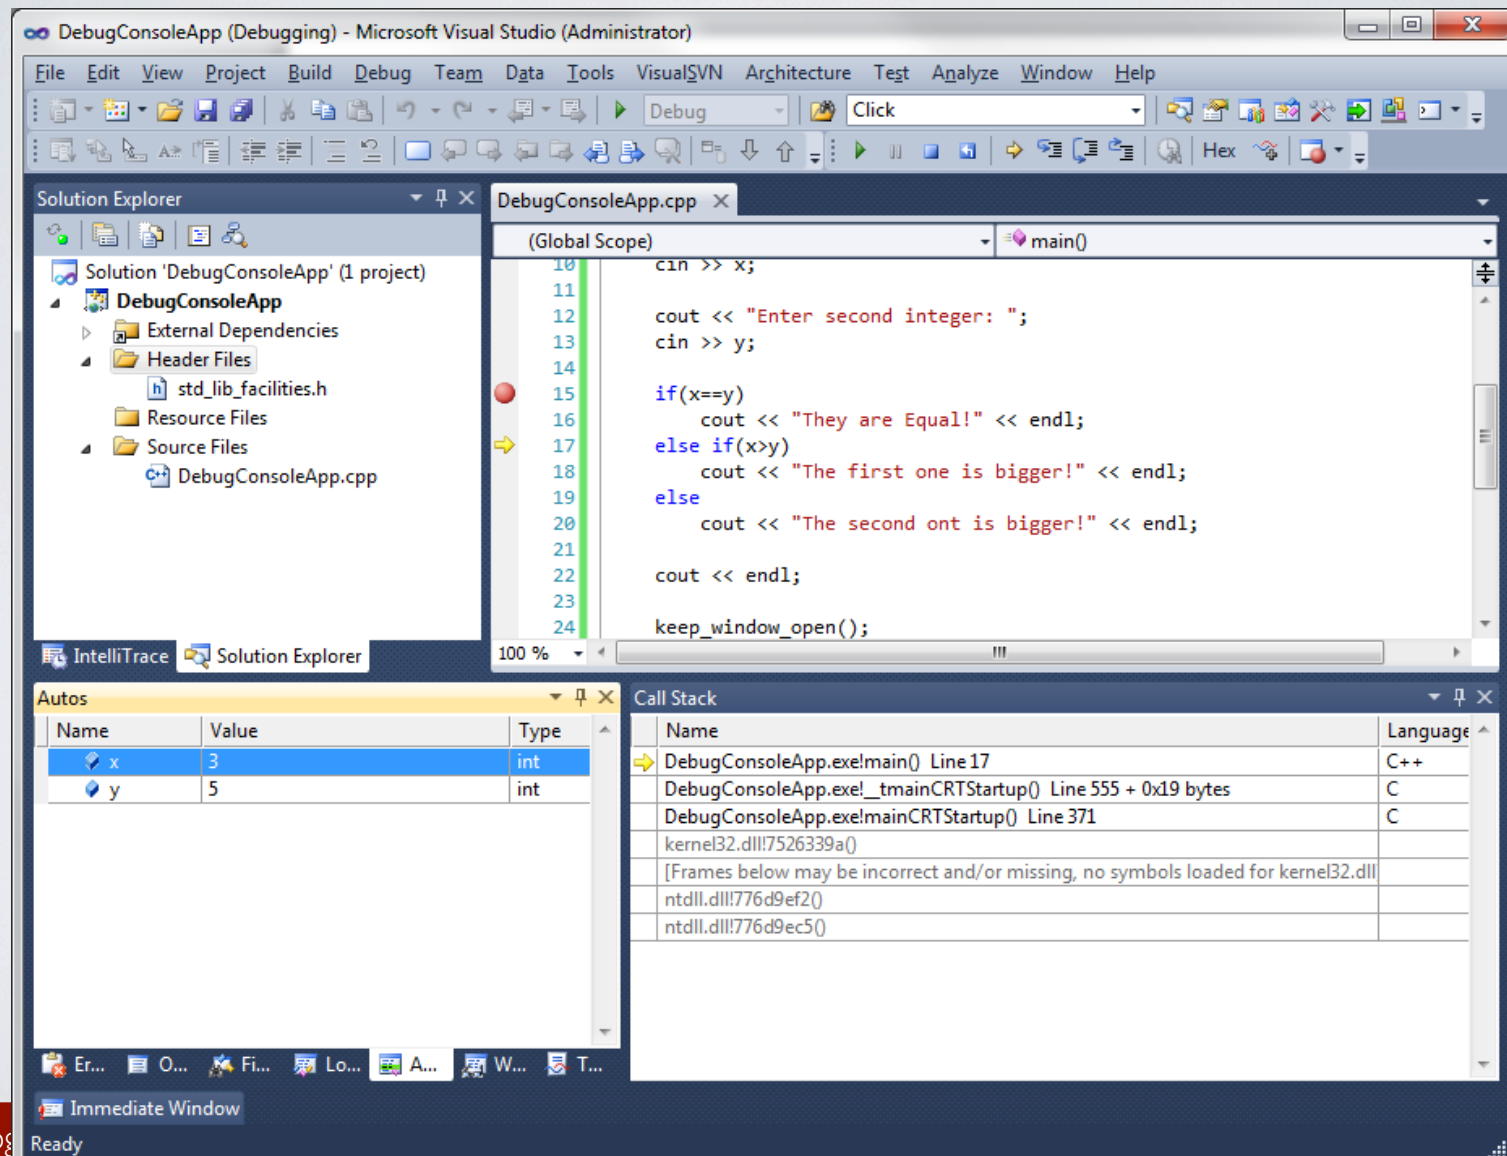 DebugConsoleApp (Debugging) - Microsoft Visual Studio (Administrator)
File Edit View Project Build Debug Team Data Tools VisualSVN Architecture Test Analyze Window Help
Debug Click
Hex
Solution Explorer
Solution 'DebugConsoleApp' (1 project)
DebugConsoleApp
External Dependencies
Header Files
std_lib_facilities.h
Resource Files
Source Files
DebugConsoleApp.cpp
IntelliTrace Solution Explorer
DebugConsoleApp.cpp
(Global Scope) main()
10 cin >> x;
11
12 cout << "Enter second integer: ";
13 cin >> y;
14
15 if(x==y)
16 cout << "They are Equal!" << endl;
17 else if(x>y)
18 cout << "The first one is bigger!" << endl;
19 else
20 cout << "The second ont is bigger!" << endl;
21
22 cout << endl;
23
24 keep_window_open();
100 %
Autos
Name Value Type
x 3 int
y 5 int
Er... O... Fi... Lo... A... W... T...
Call Stack
Name Language
DebugConsoleApp.exe!main() Line 17 C++
DebugConsoleApp.exe!__tmainCRTStartup() Line 555 + 0x19 bytes C
DebugConsoleApp.exe!mainCRTStartup() Line 371 C
kernel32.dll!7526339a()
[Frames below may be incorrect and/or missing, no symbols loaded for kernel32.dll
ntdll.dll!776d9ef2()
ntdll.dll!776d9ec5()
Immediate Window
Ready